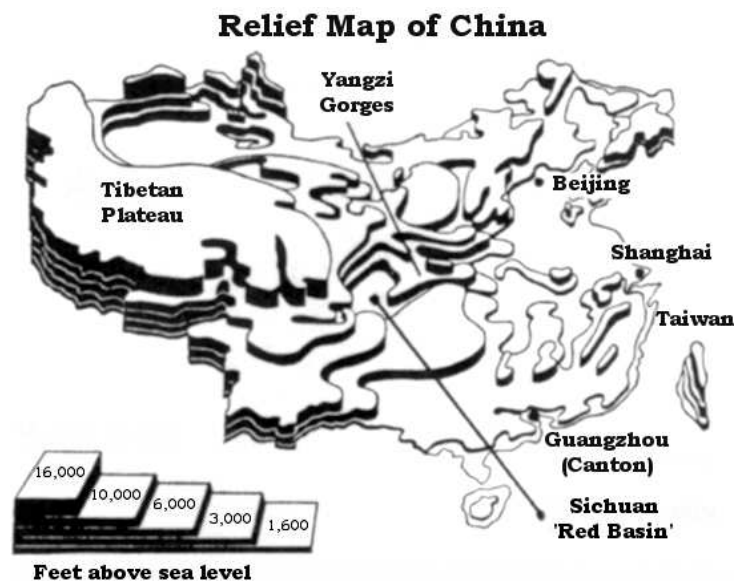 Relief Map of China
Yangzi
Gorges
Tibetan
Plateau
Beijing
Shanghai
Taiwan
Guangzhou
(Canton)
Sichuan
'Red Basin'
16,000
10,000
6,000
3,000
1,600
Feet above sea level